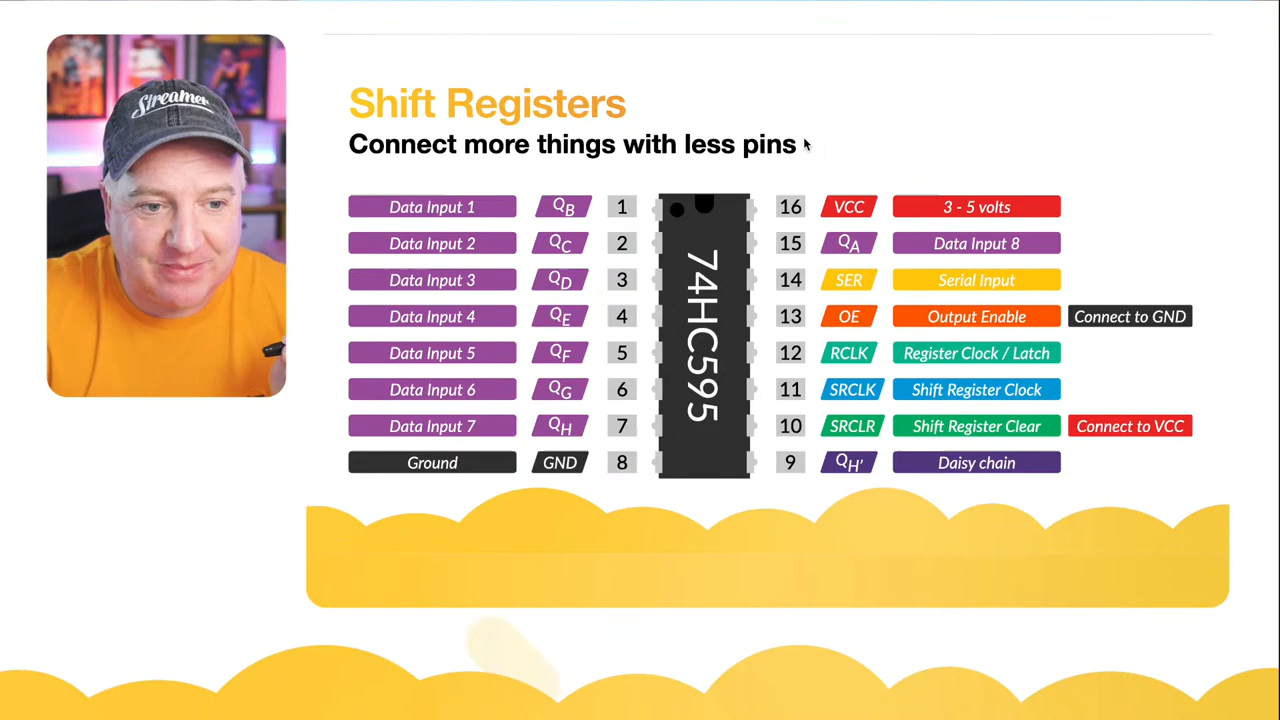 Streamer
Shift Registers
Connect more things with less pins
Data Input 1 QB 1 16 VCC 3 - 5 volts
Data Input 2 QC 2 15 QA Data Input 8
Data Input 3 QD 3 14 SER Serial Input
Data Input 4 QE 4 13 OE Output Enable Connect to GND
Data Input 5 QF 5 12 RCLK Register Clock / Latch
Data Input 6 QG 6 11 SRCLK Shift Register Clock
Data Input 7 QH 7 10 SRCLR Shift Register Clear Connect to VCC
Ground GND 8 9 QH' Daisy chain
74HC595